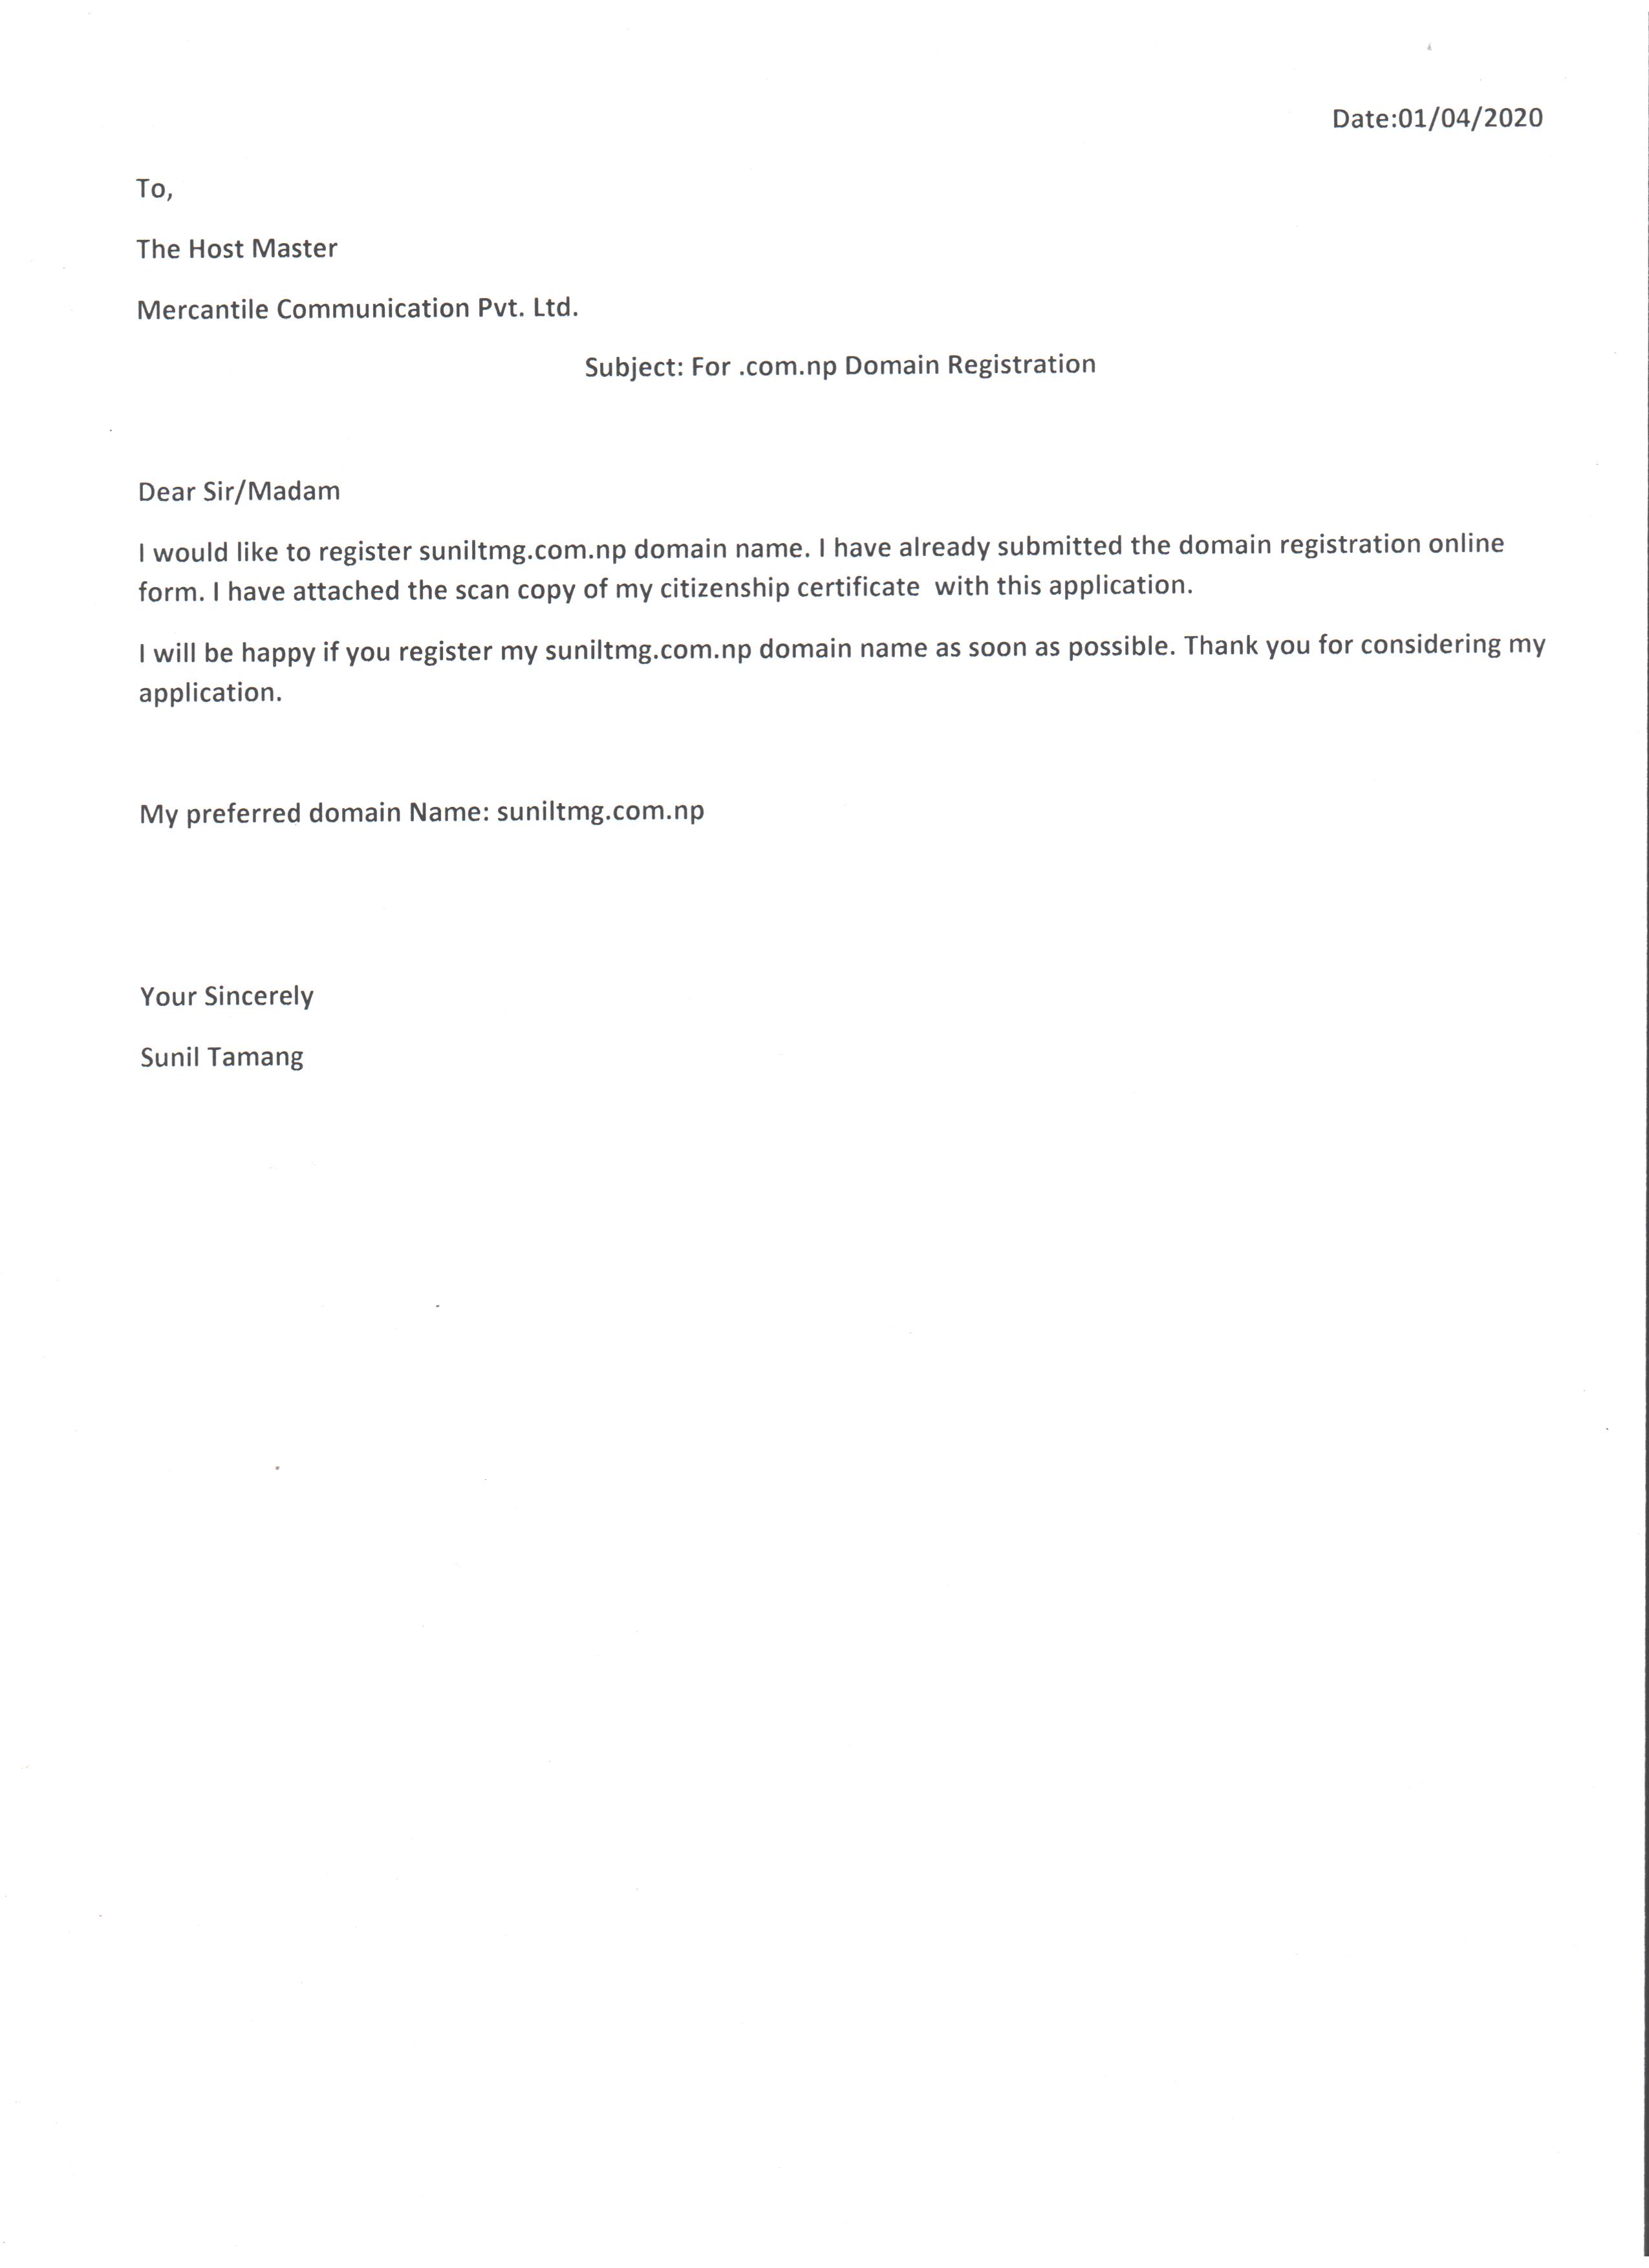 Date:01/04/2020
To,
The Host Master
Mercantile Communication Pvt. Ltd.
Subject: For .com.np Domain Registration
Dear Sir/Madam
I would like to register suniltmg.com.np domain name. I have already submitted the domain registration online
form. I have attached the scan copy of my citizenship certificate  with this application.
I will be happy if you register my suniltmg.com.np domain name as soon as possible. Thank you for considering my
application.
My preferred domain Name: suniltmg.com.np
Your Sincerely
Sunil Tamang